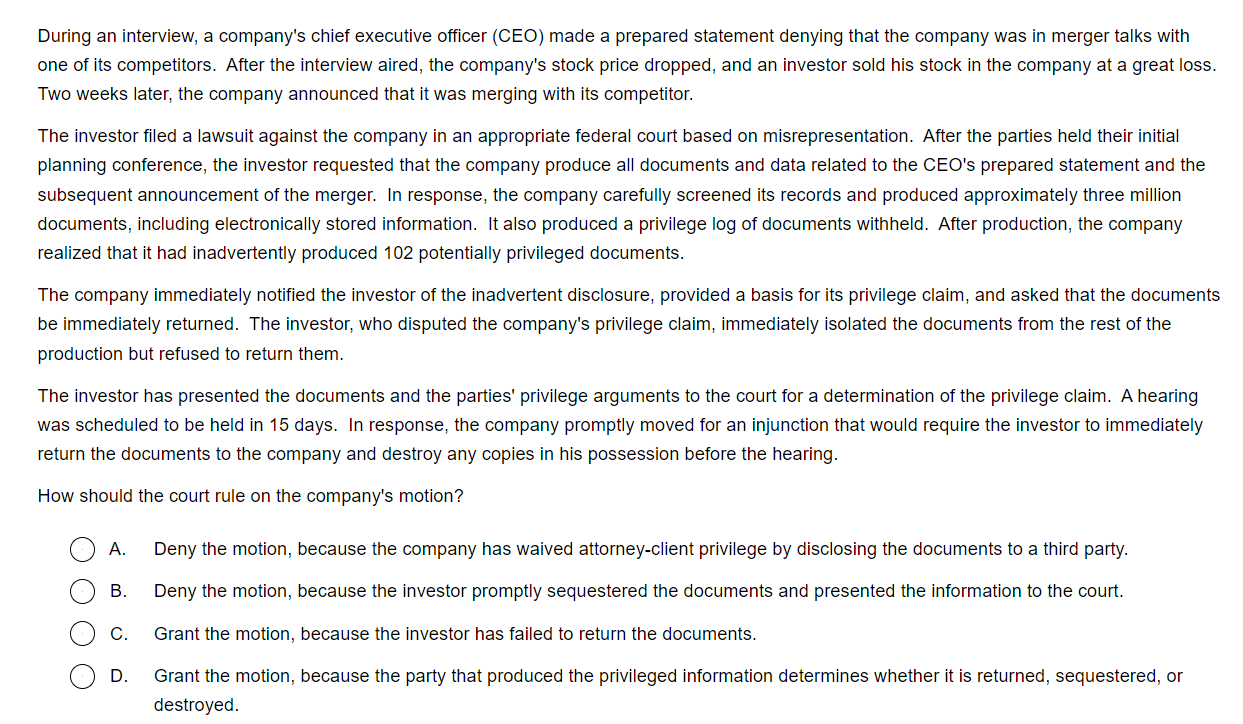 During an interview, a company's chief executive officer (CEO) made a prepared statement denying that the company was in merger talks with
one of its competitors.  After the interview aired, the company's stock price dropped, and an investor sold his stock in the company at a great loss.
Two weeks later, the company announced that it was merging with its competitor.
The investor filed a lawsuit against the company in an appropriate federal court based on misrepresentation.  After the parties held their initial
planning conference, the investor requested that the company produce all documents and data related to the CEO's prepared statement and the
subsequent announcement of the merger.  In response, the company carefully screened its records and produced approximately three million
documents, including electronically stored information.  It also produced a privilege log of documents withheld.  After production, the company
realized that it had inadvertently produced 102 potentially privileged documents.
The company immediately notified the investor of the inadvertent disclosure, provided a basis for its privilege claim, and asked that the documents
be immediately returned.  The investor, who disputed the company's privilege claim, immediately isolated the documents from the rest of the
production but refused to return them.
The investor has presented the documents and the parties' privilege arguments to the court for a determination of the privilege claim.  A hearing
was scheduled to be held in 15 days.  In response, the company promptly moved for an injunction that would require the investor to immediately
return the documents to the company and destroy any copies in his possession before the hearing.
How should the court rule on the company's motion?
A. Deny the motion, because the company has waived attorney-client privilege by disclosing the documents to a third party.
B. Deny the motion, because the investor promptly sequestered the documents and presented the information to the court.
C. Grant the motion, because the investor has failed to return the documents.
D. Grant the motion, because the party that produced the privileged information determines whether it is returned, sequestered, or
destroyed.